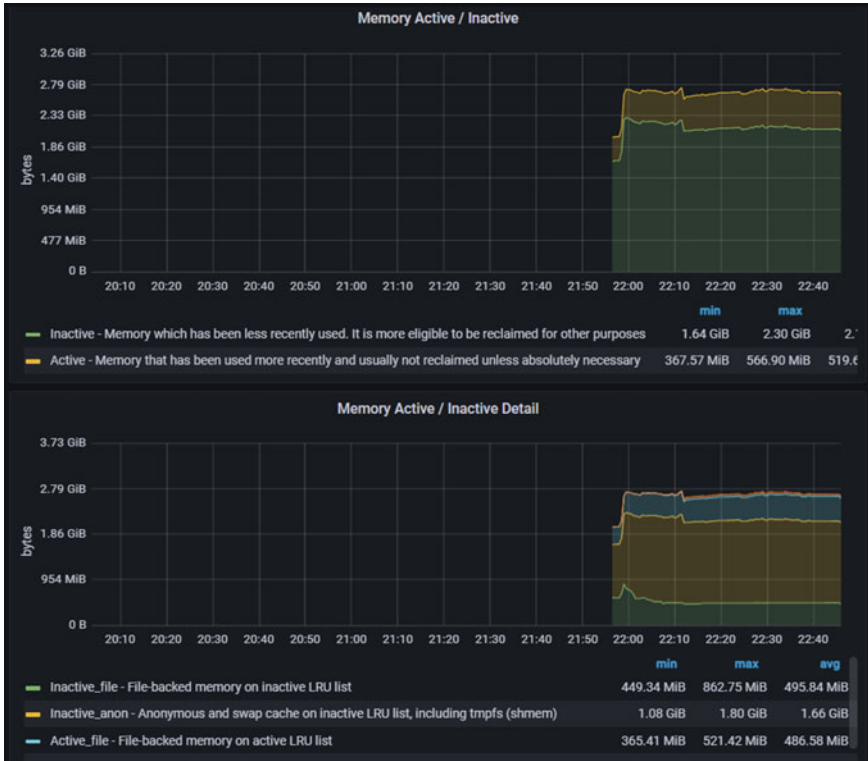 Memory Active / Inactive
3.26 GiB
2.79 GiB
2.33 GiB
1.86 GiB
1.40 GiB
954 MiB
477 MiB
0 B
bytes
20:10 20:20 20:30 20:40 20:50 21:00 21:10 21:20 21:30 21:40 21:50 22:00 22:10 22:20 22:30 22:40
min max
Inactive - Memory which has been less recently used. It is more eligible to be reclaimed for other purposes 1.64 GiB 2.30 GiB 2.
Active - Memory that has been used more recently and usually not reclaimed unless absolutely necessary 367.57 MiB 566.90 MiB 519.6
Memory Active / Inactive Detail
3.73 GiB
2.79 GiB
1.86 GiB
954 MiB
0 B
bytes
20:10 20:20 20:30 20:40 20:50 21:00 21:10 21:20 21:30 21:40 21:50 22:00 22:10 22:20 22:30 22:40
min max avg
Inactive_file - File-backed memory on inactive LRU list 449.34 MiB 862.75 MiB 495.84 MiB
Inactive_anon - Anonymous and swap cache on inactive LRU list, including tmpfs (shmem) 1.08 GiB 1.80 GiB 1.66 GiB
Active_file - File-backed memory on active LRU list 365.41 MiB 521.42 MiB 486.58 MiB